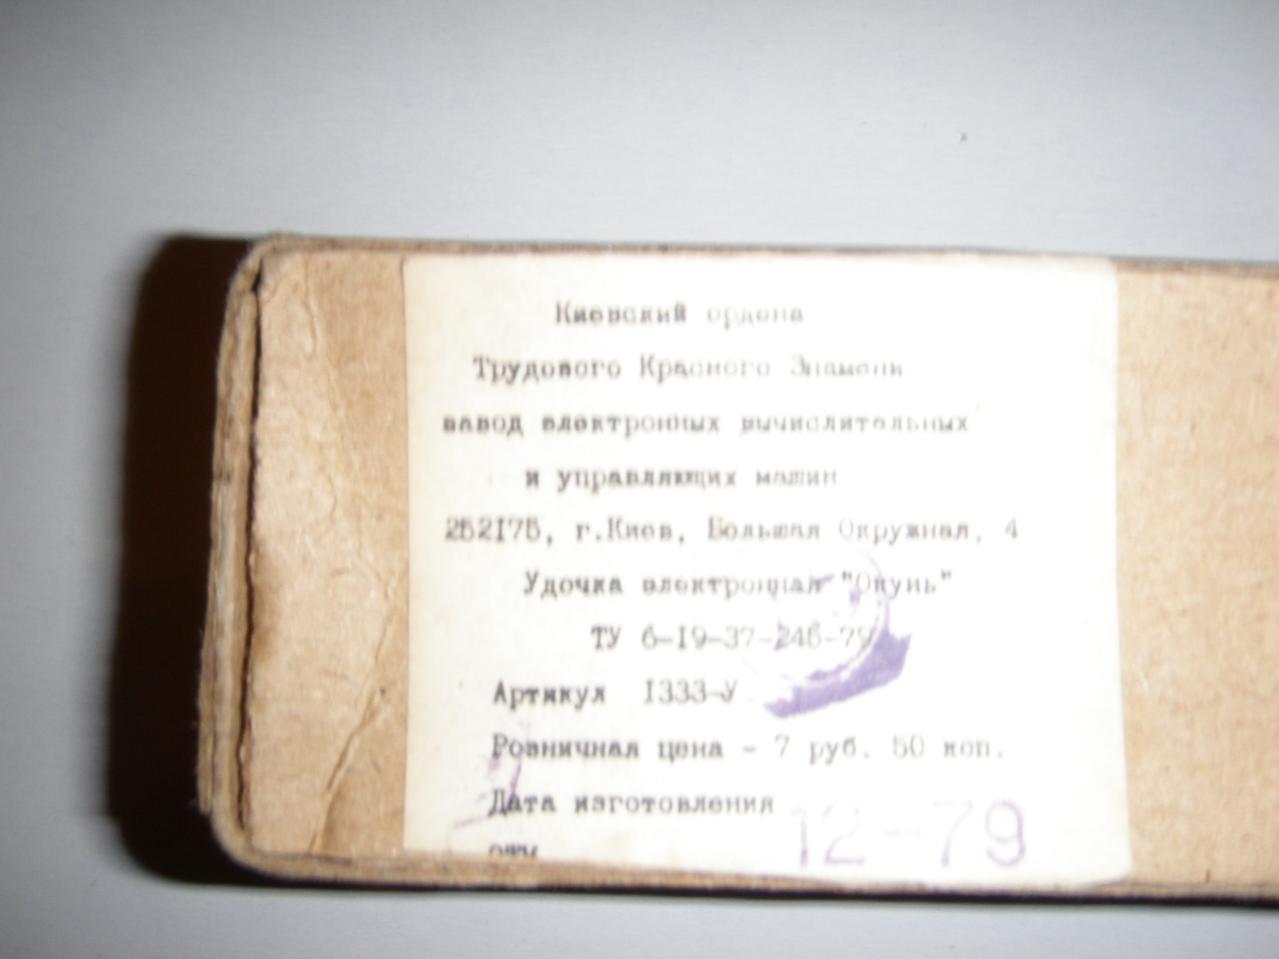 Киевский ордена
Трудового Красного Знамени
завод электронных вычислительных
и управляющих машин
252175, г.Киев, Большая Окружная, 4
Удочка электронная "Окунь"
ТУ 6-19-37-246-79
Артикул 1333-У
Розничная цена - 7 руб. 50 коп.
Дата изготовления 12-79
ОТК